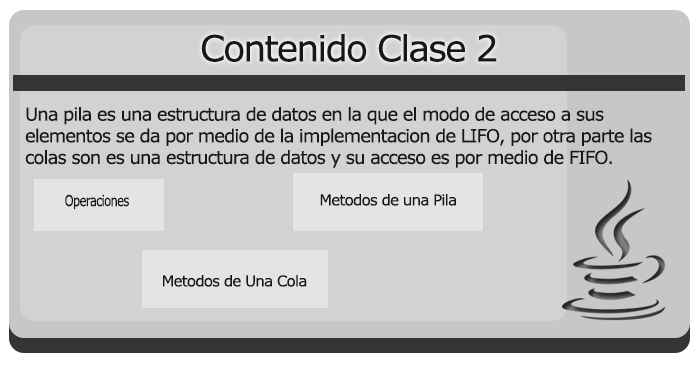 Contenido Clase 2
Una pila es una estructura de datos en la que el modo de acceso a sus
elementos se da por medio de la implementacion de LIFO, por otra parte las
colas son es una estructura de datos y su acceso es por medio de FIFO.
Operaciones
Metodos de una Pila
Metodos de Una Cola